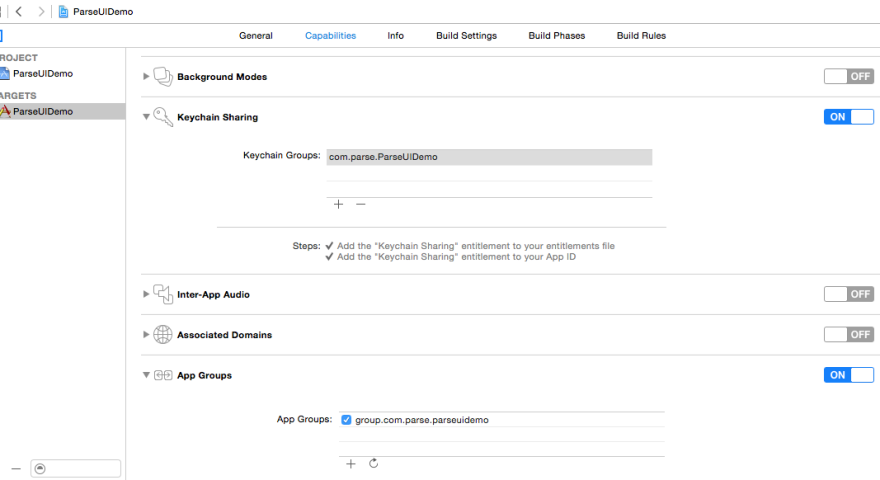 ParseUIDemo
General Capabilities Info Build Settings Build Phases Build Rules
ROJECT
ParseUIDemo
ARGETS
ParseUIDemo
Background Modes OFF
Keychain Sharing ON
Keychain Groups: com.parse.ParseUIDemo
Steps: ✓ Add the "Keychain Sharing" entitlement to your entitlements file
✓ Add the "Keychain Sharing" entitlement to your App ID
Inter-App Audio OFF
Associated Domains OFF
App Groups ON
App Groups: group.com.parse.parseuidemo